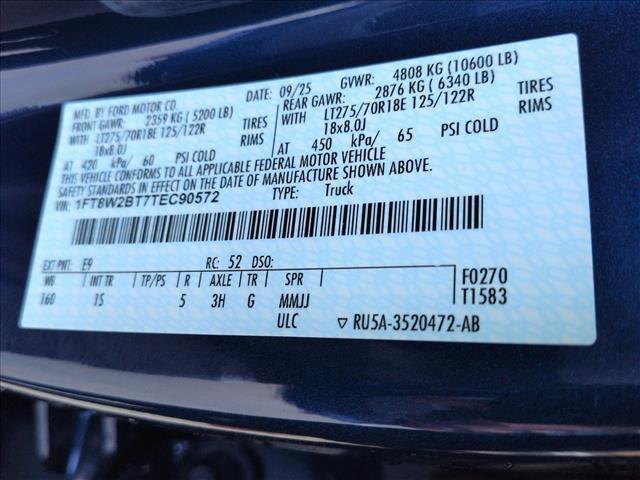 MFD. BY FORD MOTOR CO. DATE: 09/25 GVWR: 4808 KG (10600 LB)
FRONT GAWR: 2359 KG (5200 LB) REAR GAWR: 2876 KG (6340 LB)
WITH LT275/70R18E 125/122R TIRES WITH LT275/70R18E 125/122R TIRES
18x8.0J RIMS 18x8.0J RIMS
AT 420 kPa/ 60 PSI COLD AT 450 kPa/ 65 PSI COLD
THIS VEHICLE CONFORMS TO ALL APPLICABLE FEDERAL MOTOR VEHICLE
SAFETY STANDARDS IN EFFECT ON THE DATE OF MANUFACTURE SHOWN ABOVE.
VIN: 1FT8W2BT7TEC90572 TYPE: Truck
EXT PNT: E9 RC: 52 DSO:
WB INT TR TP/PS R AXLE TR SPR F0270
160 1S 5 3H G MMJJ T1583
ULC ▽ RU5A-3520472-AB